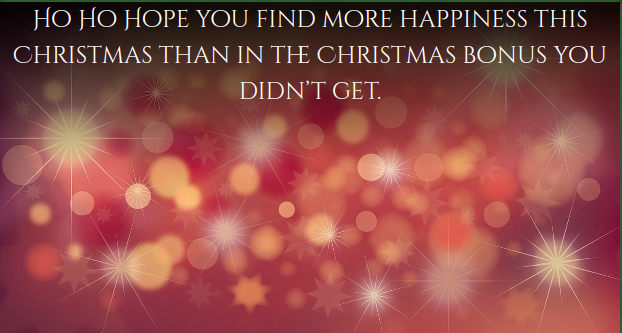 Ho Ho Hope you find more happiness this
Christmas than in the Christmas bonus you
didn't get.